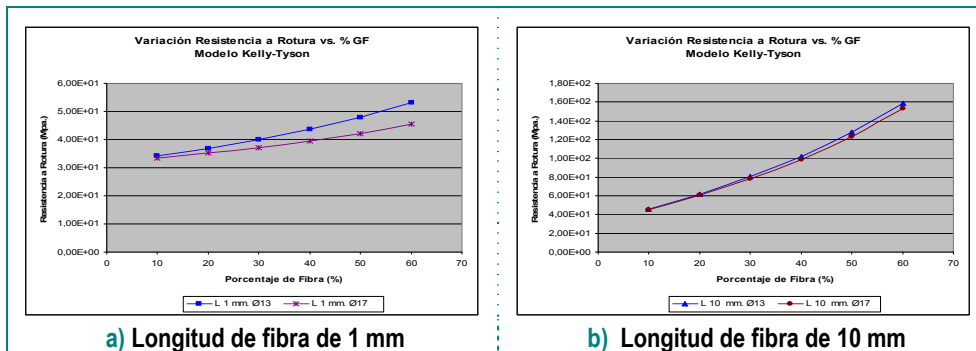 Variación Resistencia a Rotura vs. % GF
Modelo Kelly-Tyson
6,00E+01
5,00E+01
4,00E+01
3,00E+01
2,00E+01
1,00E+01
0,00E+00
Resistencia a Rotura (Mpa.)
0 10 20 30 40 50 60 70
Porcentaje de Fibra (%)
L 1 mm. Ø13 L 1 mm. Ø17
a) Longitud de fibra de 1 mm
Variación Resistencia a Rotura vs. % GF
Modelo Kelly-Tyson
1,80E+02
1,60E+02
1,40E+02
1,20E+02
1,00E+02
8,00E+01
6,00E+01
4,00E+01
2,00E+01
0,00E+00
Resistencia a Rotura (Mpa.)
0 10 20 30 40 50 60 70
Porcentaje de Fibra (%)
L 10 mm. Ø13 L 10 mm. Ø17
b) Longitud de fibra de 10 mm